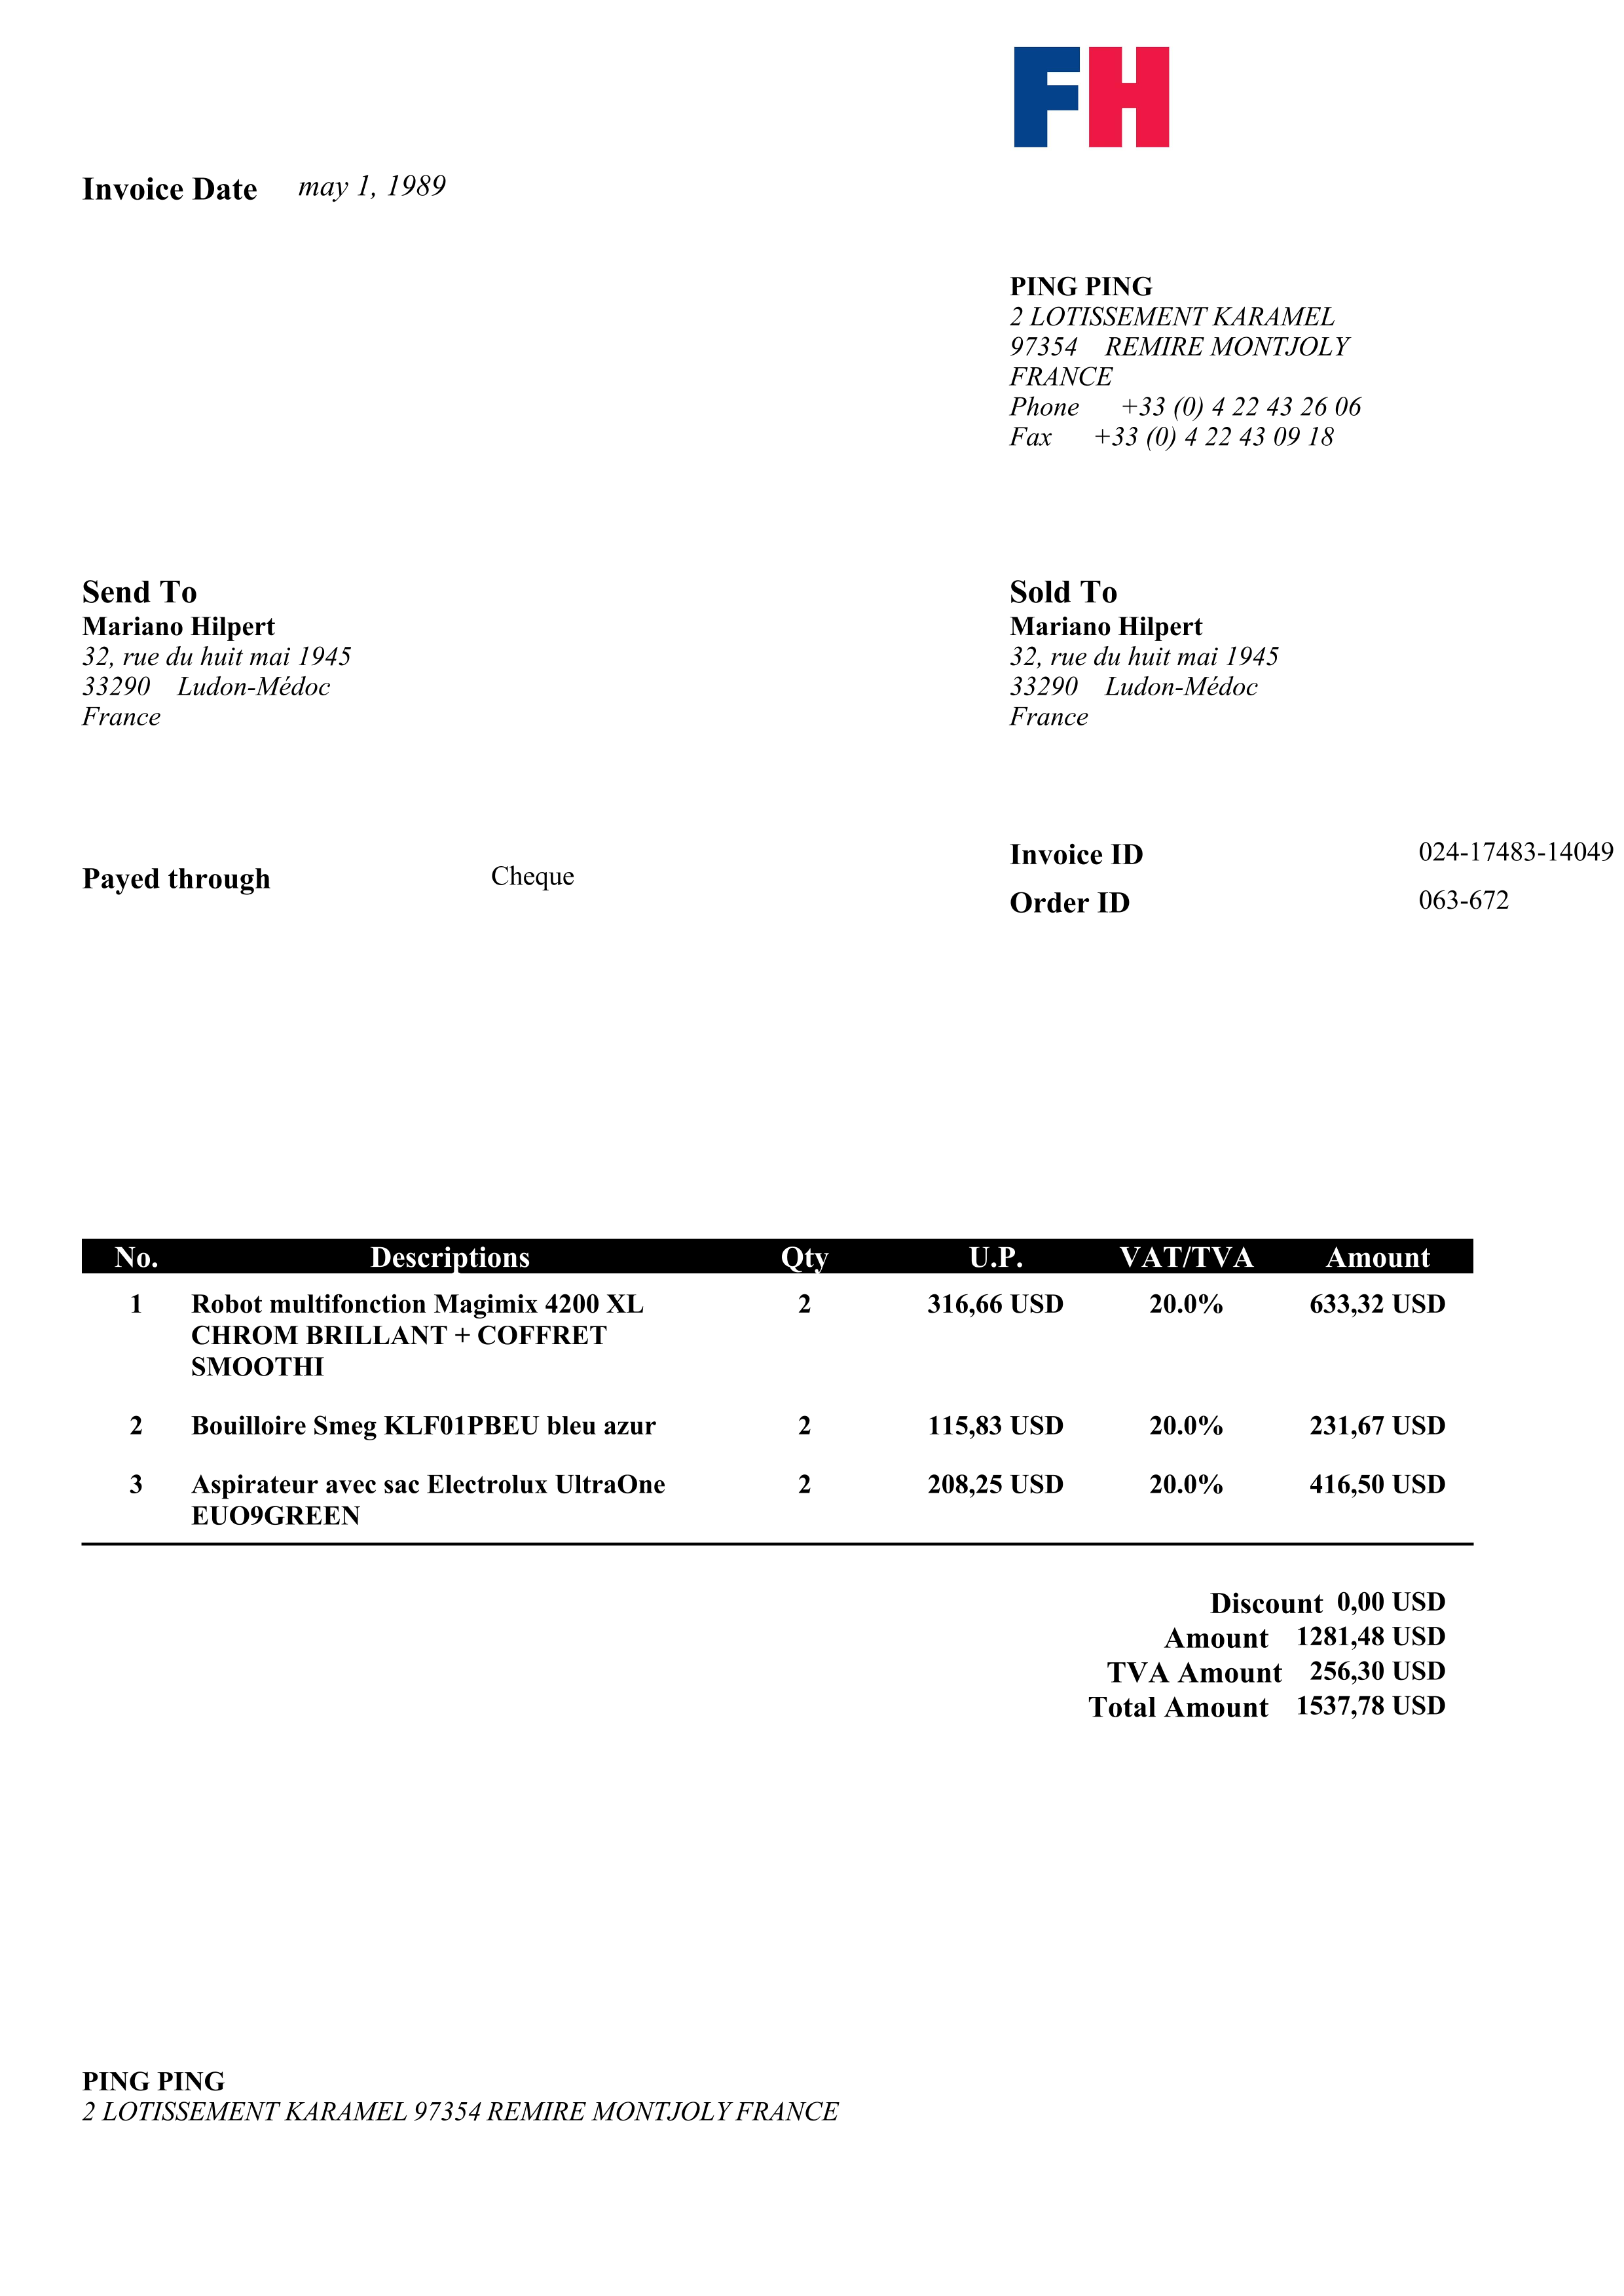 FH
Invoice Date may 1, 1989
PING PING
2 LOTISSEMENT KARAMEL
97354 REMIRE MONTJOLY
FRANCE
Phone +33 (0) 4 22 43 26 06
Fax +33 (0) 4 22 43 09 18
Send To
Mariano Hilpert
32, rue du huit mai 1945
33290 Ludon-Médoc
France
Sold To
Mariano Hilpert
32, rue du huit mai 1945
33290 Ludon-Médoc
France
Payed through Cheque
Invoice ID 024-17483-14049
Order ID 063-672
No. Descriptions Qty U.P. VAT/TVA Amount
1 Robot multifonction Magimix 4200 XL 2 316,66 USD 20.0% 633,32 USD
CHROM BRILLANT + COFFRET
SMOOTHI
2 Bouilloire Smeg KLF01PBEU bleu azur 2 115,83 USD 20.0% 231,67 USD
3 Aspirateur avec sac Electrolux UltraOne 2 208,25 USD 20.0% 416,50 USD
EUO9GREEN
Discount 0,00 USD
Amount 1281,48 USD
TVA Amount 256,30 USD
Total Amount 1537,78 USD
PING PING
2 LOTISSEMENT KARAMEL 97354 REMIRE MONTJOLY FRANCE